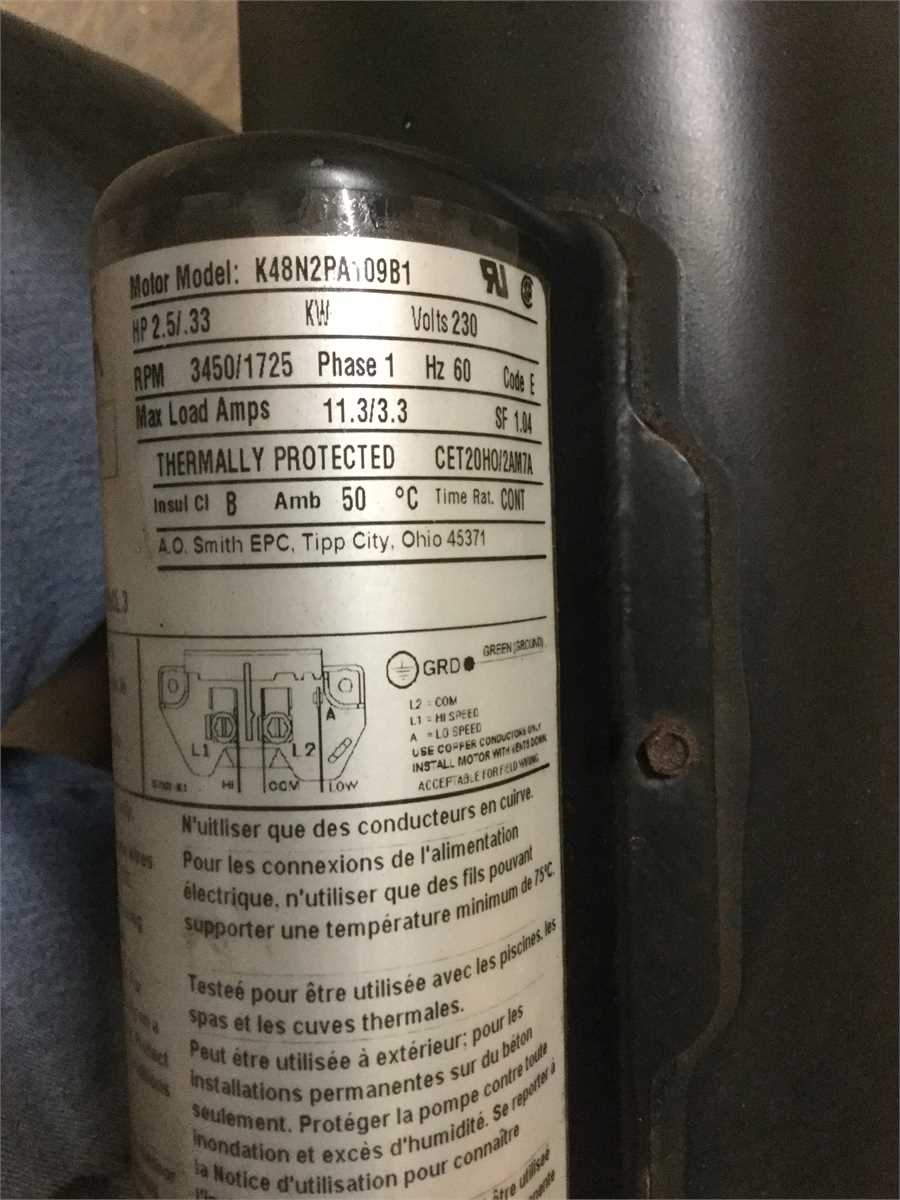 Motor Model: K48N2PA109B1
HP 2.5/.33 KW Volts 230
RPM 3450/1725 Phase 1 Hz 60 Code E
Max Load Amps 11.3/3.3 SF 1.04
THERMALLY PROTECTED CET20HO/2AM7A
Insul Cl B Amb 50 °C Time Rat. CONT
A.O. Smith EPC, Tipp City, Ohio 45371
GRD GREEN(GROUND)
L2 = COM
L1 = HI SPEED
A = LO SPEED
USE COPPER CONDUCTORS ONLY
INSTALL MOTOR WITH VENTS DOWN
ACCEPTABLE FOR FIELD WIRING
A
L1 L2
HI COM LOW
N'uitliser que des conducteurs en cuirve.
Pour les connexions de l'alimentation
électrique, n'utiliser que des fils pouvant
supporter une température minimum de 75°C.
Testeé pour être utilisée avec les piscines, les
spas et les cuves thermales.
Peut étre utilisée à extérieur; pour les
installations permanentes sur du béton
seulement. Protéger la pompe contre toute
inondation et excès d'humidité. Se reporter à
la Notice d'utilisation pour connaître
être utilisé